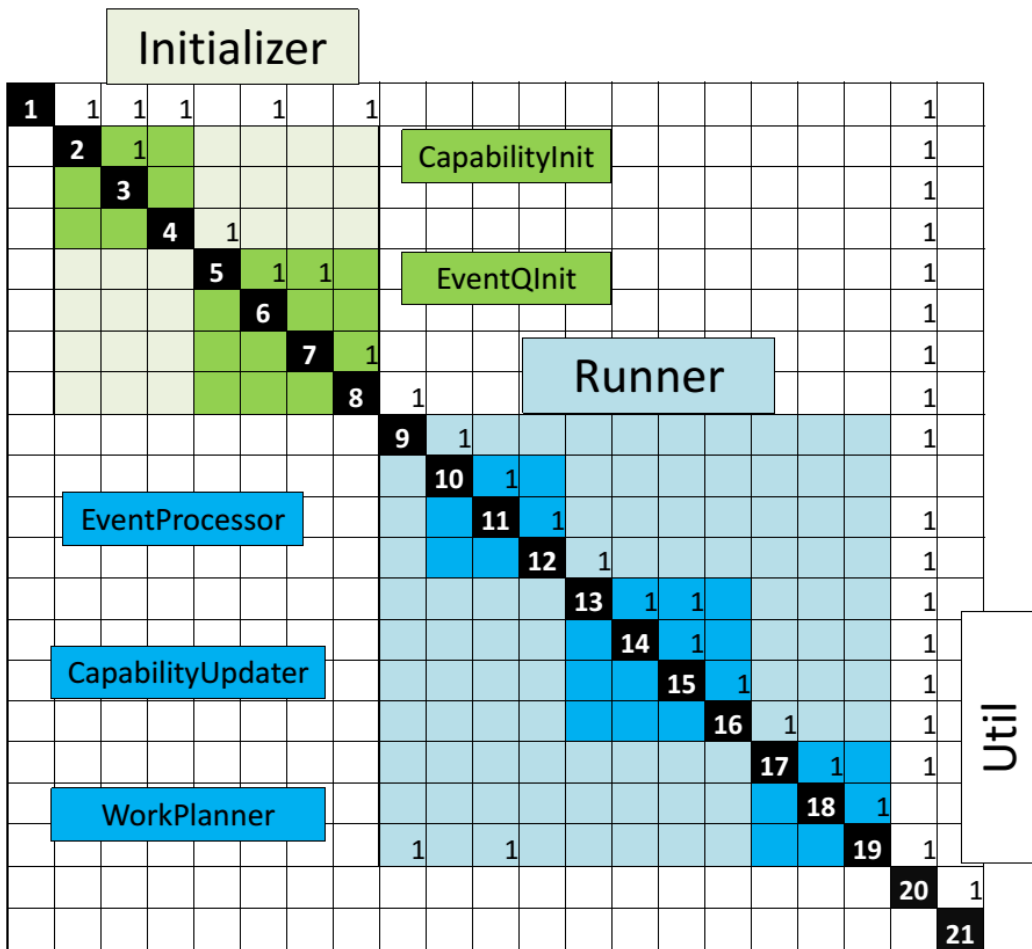 Initializer
1 1 1 1 1 1 1
2 1 1
CapabilityInit
3 1
4 1 1
5 1 1 1
EventQInit
6 1
7 1 1
Runner
8 1 1
9 1 1
10 1
EventProcessor
11 1 1
12 1 1
13 1 1 1
14 1 1
CapabilityUpdater
15 1 1
16 1 1
Util
17 1 1
WorkPlanner
18 1
1 1 19 1
20 1
21